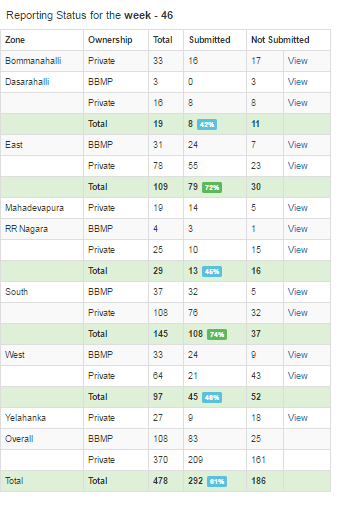 Reporting Status for the week - 46
Zone Ownership Total Submitted Not Submitted
Bommanahalli Private 33 16 17 View
Dasarahalli BBMP 3 0 3 View
Private 16 8 8 View
Total 19 8 42% 11
East BBMP 31 24 7 View
Private 78 55 23 View
Total 109 79 72% 30
Mahadevapura Private 19 14 5 View
RR Nagara BBMP 4 3 1 View
Private 25 10 15 View
Total 29 13 45% 16
South BBMP 37 32 5 View
Private 108 76 32 View
Total 145 108 74% 37
West BBMP 33 24 9 View
Private 64 21 43 View
Total 97 45 46% 52
Yelahanka Private 27 9 18 View
Overall BBMP 108 83 25
Private 370 209 161
Total Total 478 292 61% 186